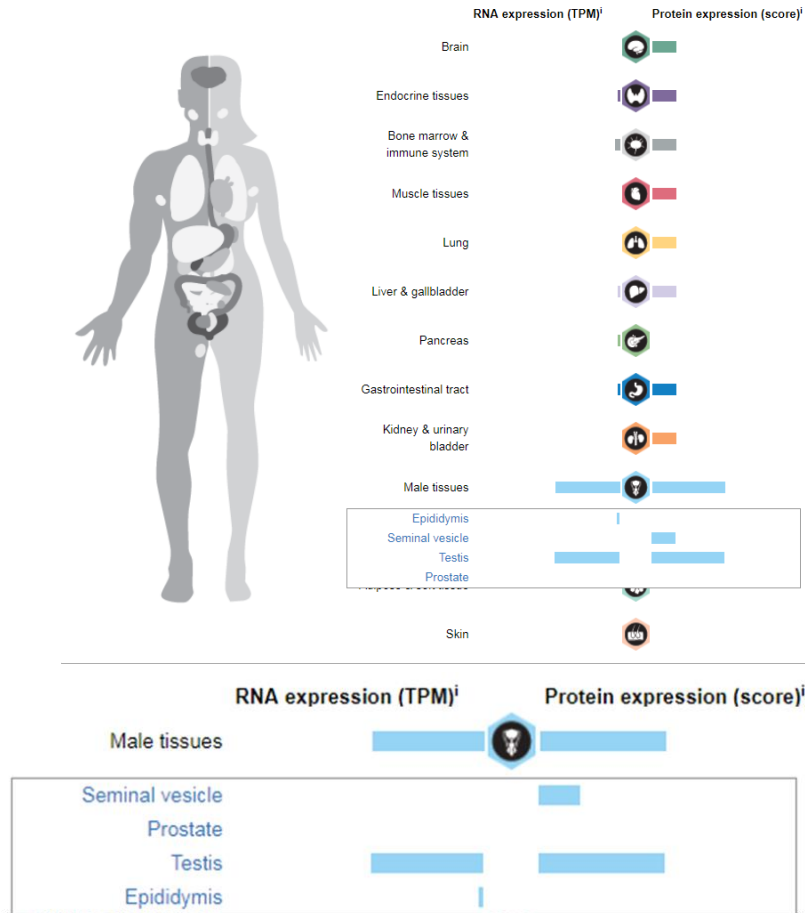 RNA expression (TPM)i Protein expression (score)i
Brain
Endocrine tissues
Bone marrow &
immune system
Muscle tissues
Lung
Liver & gallbladder
Pancreas
Gastrointestinal tract
Kidney & urinary
bladder
Male tissues
Epididymis
Seminal vesicle
Testis
Prostate
Skin
RNA expression (TPM)i Protein expression (score)i
Male tissues
Seminal vesicle
Prostate
Testis
Epididymis